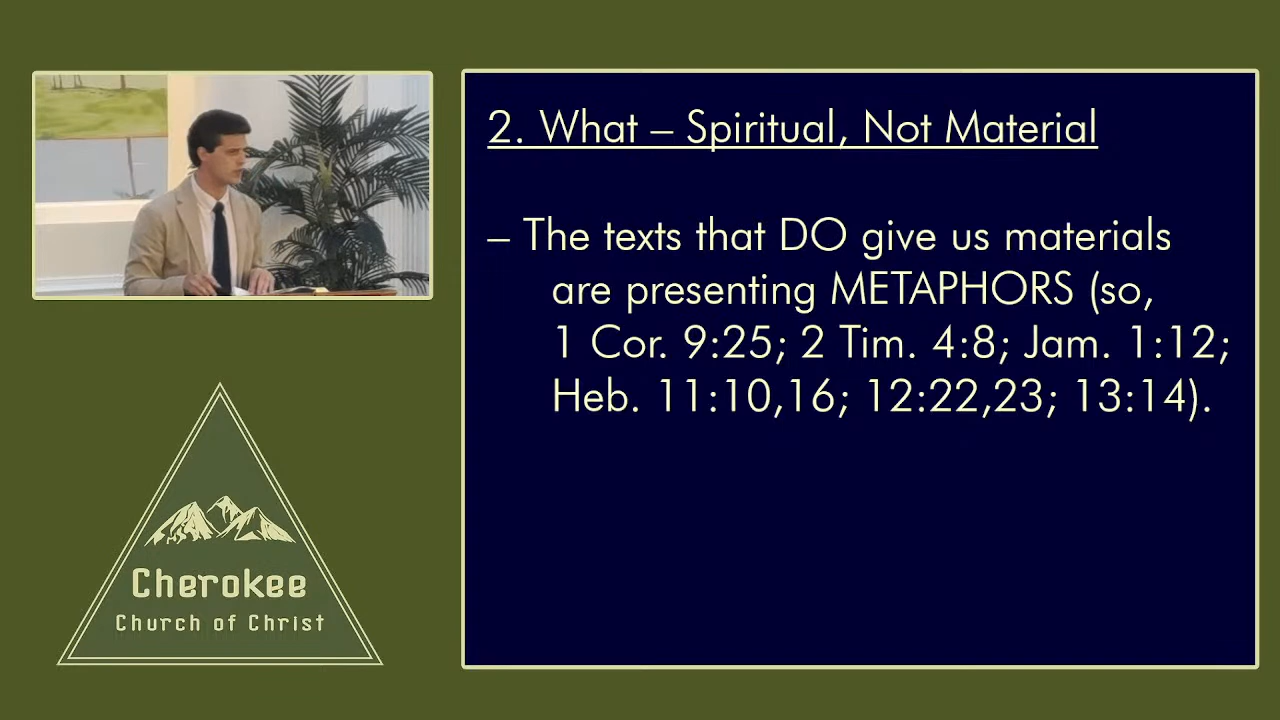 2. What – Spiritual, Not Material
– The texts that DO give us materials
are presenting METAPHORS (so,
1 Cor. 9:25; 2 Tim. 4:8; Jam. 1:12;
Heb. 11:10,16; 12:22,23; 13:14).
Cherokee
Church of Christ